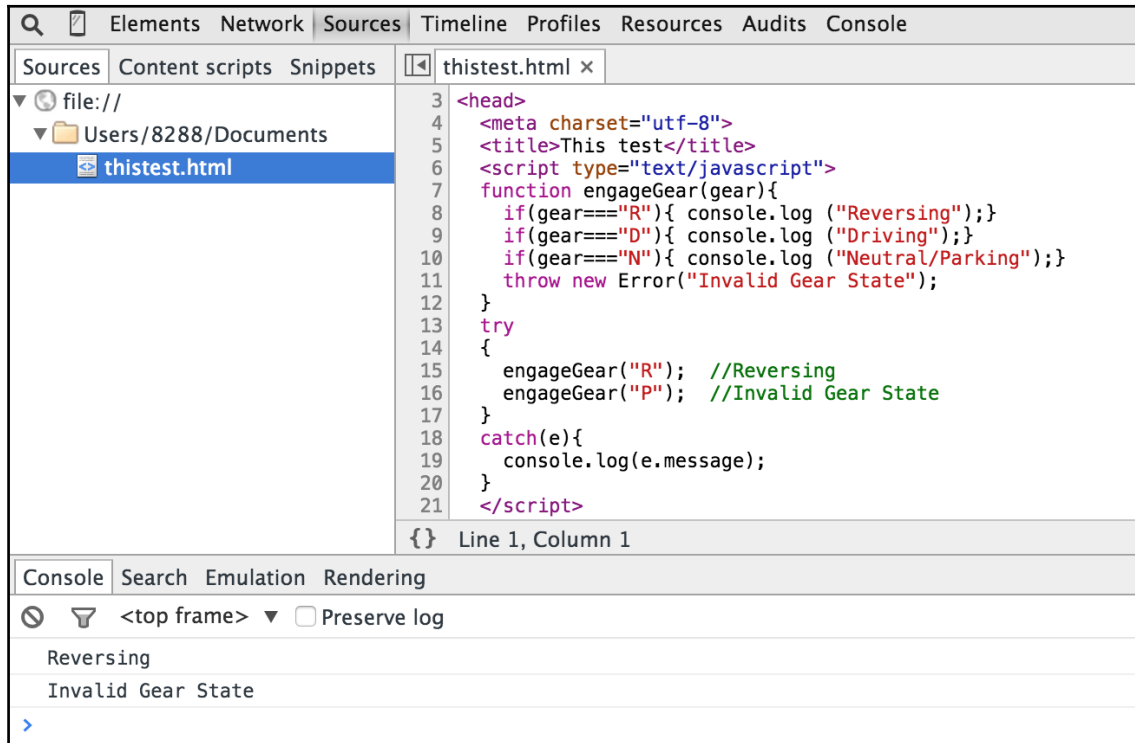 Elements Network Sources Timeline Profiles Resources Audits Console
Sources Content scripts Snippets
thistest.html ×
file://
Users/8288/Documents
thistest.html
3 <head>
4 <meta charset="utf-8">
5 <title>This test</title>
6 <script type="text/javascript">
7 function engageGear(gear){
8 if(gear==="R"){ console.log ("Reversing");}
9 if(gear==="D"){ console.log ("Driving");}
10 if(gear==="N"){ console.log ("Neutral/Parking");}
11 throw new Error("Invalid Gear State");
12 }
13 try
14 {
15 engageGear("R"); //Reversing
16 engageGear("P"); //Invalid Gear State
17 }
18 catch(e){
19 console.log(e.message);
20 }
21 </script>
{} Line 1, Column 1
Console Search Emulation Rendering
<top frame> ▼ Preserve log
Reversing
Invalid Gear State
>